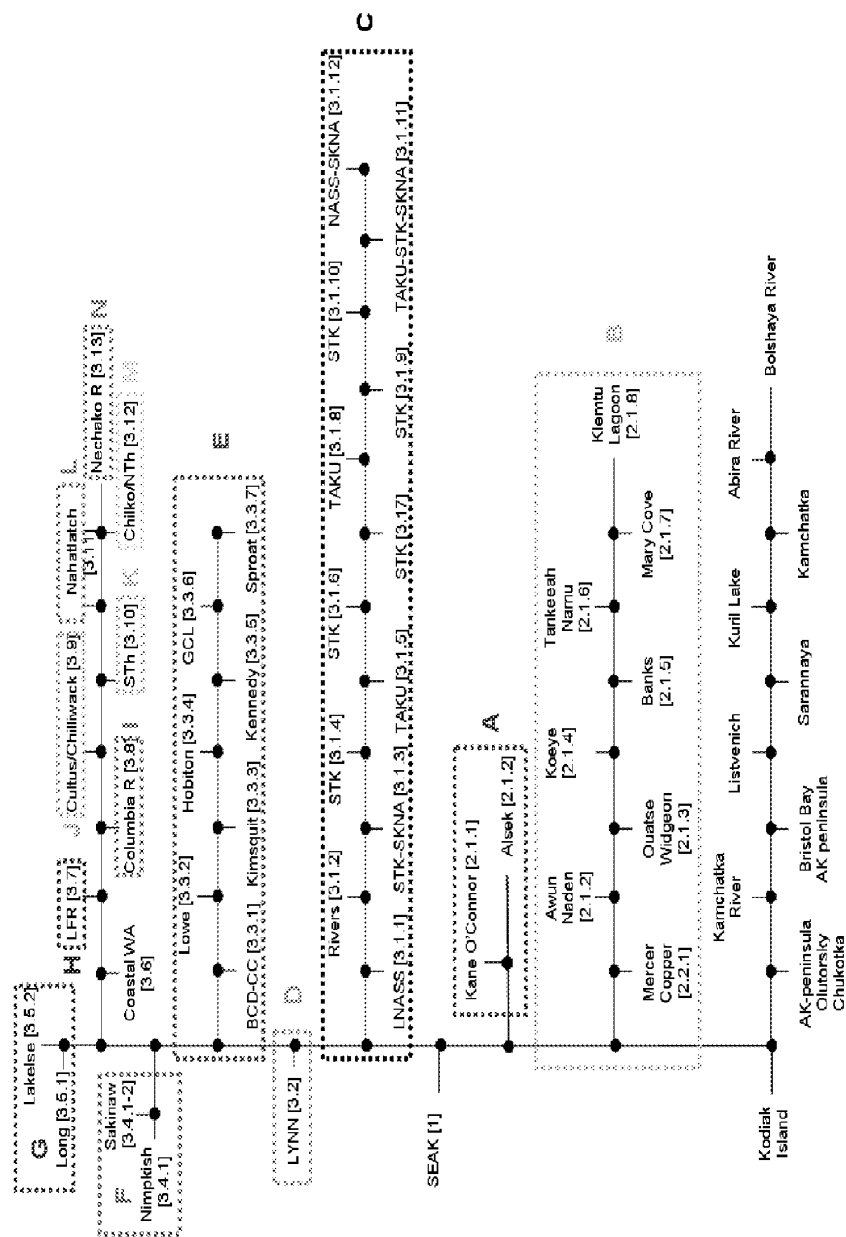 G
Lakelse [3.5.2]
Long [3.5.1]
F
Sakinaw
[3.4.1-2]
Nimpkish
[3.4.1]
H
LFR [3.7]
Coastal WA
[3.6]
J
Cultus/Chilliwack [3.9]
Columbia R [3.8]
I
L
Nahatlatch
[3.11]
STh [3.10]
K
Nechako R [3.13]
N
Chilko/NTh [3.12]
M
E
Lowe [3.3.2]
Hobiton [3.3.4]
GCL [3.3.6]
BCD-CC [3.3.1]
Kimsquit [3.3.3]
Kennedy [3.3.5]
Sproat [3.3.7]
D
LYNN [3.2]
C
Rivers [3.1.2]
STK [3.1.4]
STK [3.1.6]
TAKU [3.1.8]
STK [3.1.10]
NASS-SKNA [3.1.12]
LNASS [3.1.1]
STK-SKNA [3.1.3]
TAKU [3.1.5]
STK [3.17]
STK [3.1.9]
TAKU-STK-SKNA [3.1.11]
SEAK [1]
A
Kane O'Connor [2.1.1]
Alsek [2.1.2]
B
Awun
Naden
[2.1.2]
Koeye
[2.1.4]
Tankeeah
Namu
[2.1.6]
Klemtu
Lagoon
[2.1.8]
Mercer
Copper
[2.2.1]
Quatse
Widgeon
[2.1.3]
Banks
[2.1.5]
Mary Cove
[2.1.7]
Kamchatka
River
Listvenich
Kuril Lake
Abira River
Bolshaya River
Kodiak
Island
AK-peninsula
Olutorsky
Chukotka
Bristol Bay
AK peninsula
Sarannaya
Kamchatka